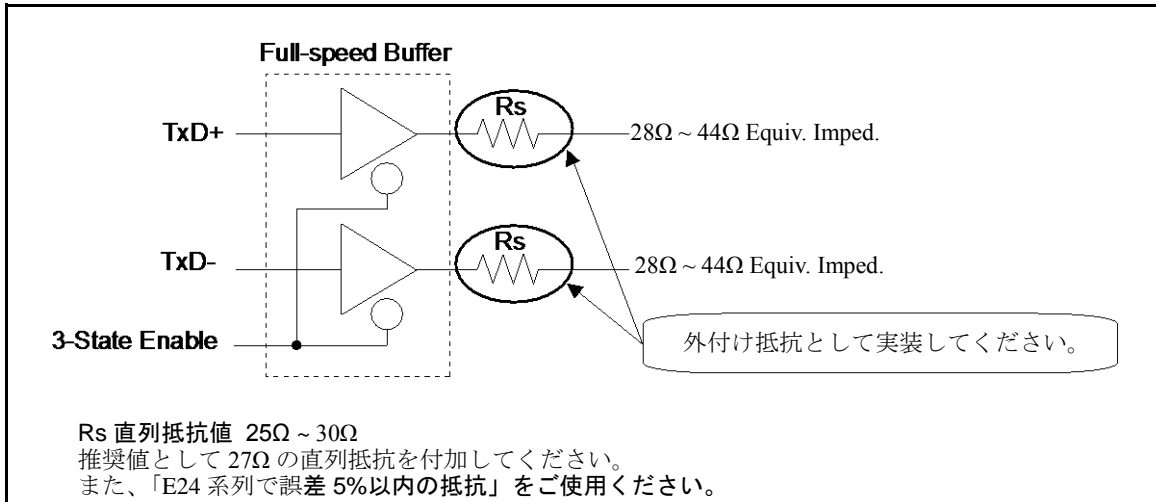 Full-speed Buffer
Rs
TxD+
28Ω ~ 44Ω Equiv. Imped.
Rs
TxD-
28Ω ~ 44Ω Equiv. Imped.
3-State Enable
外付け抵抗として実装してください。
Rs 直列抵抗値 25Ω ~ 30Ω
推奨値として 27Ω の直列抵抗を付加してください。
また、「E24 系列で誤差 5%以内の抵抗」をご使用ください。